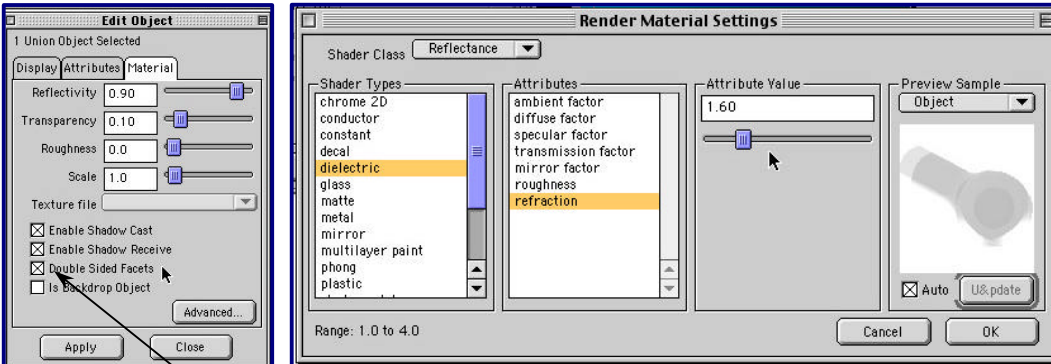 Edit Object
1 Union Object Selected
Display Attributes Material
Reflectivity 0.90
Transparency 0.10
Roughness 0.0
Scale 1.0
Texture file
Enable Shadow Cast
Enable Shadow Receive
Double Sided Facets
Is Backdrop Object
Advanced...
Apply Close
Render Material Settings
Shader Class Reflectance
Shader Types
chrome 2D
conductor
constant
decal
dielectric
glass
matte
metal
mirror
multilayer paint
phong
plastic
Attributes
ambient factor
diffuse factor
specular factor
transmission factor
mirror factor
roughness
refraction
Attribute Value
1.60
Preview Sample
Object
Auto U&pdate
Range: 1.0 to 4.0
Cancel OK